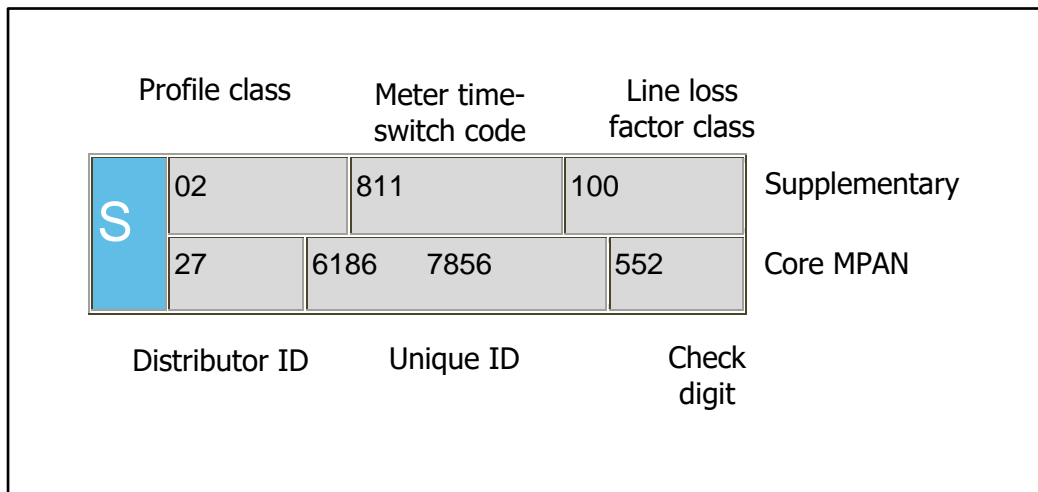 Profile class
Meter time-
switch code
Line loss
factor class
S
02 811 100
Supplementary
27 6186 7856 552
Core MPAN
Distributor ID
Unique ID
Check
digit